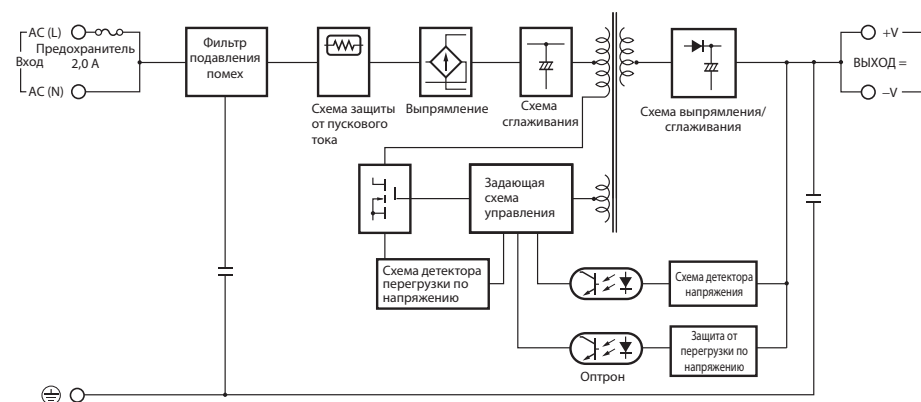 AC (L)
Предохранитель
2,0 А
Вход
AC (N)
Фильтр
подавления
помех
Схема защиты
от пускового
тока
Выпрямление
Схема
сглаживания
Схема выпрямления/
сглаживания
+V
ВЫХОД =
–V
Задающая
схема
управления
Схема детектора
перегрузки по
напряжению
Схема детектора
напряжения
Защита от
перегрузки по
напряжению
Оптрон